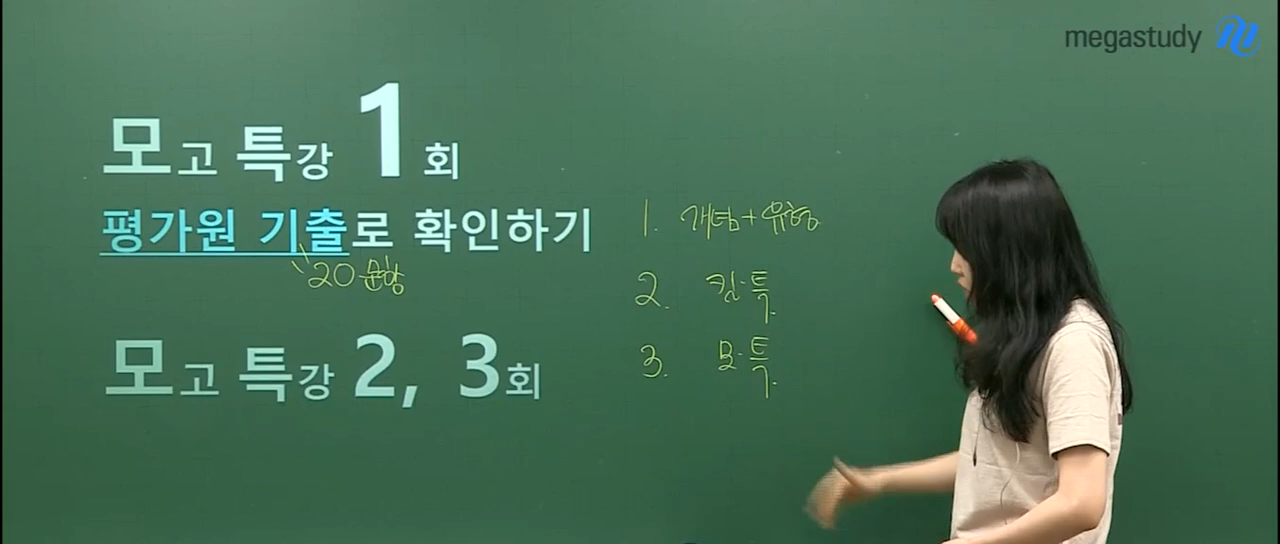 megastudy
모고 특강 1회
평가원 기출로 확인하기
20문항
모고 특강 2, 3회
1. 개념+유형
2. 킬·특.
3. 모·특.